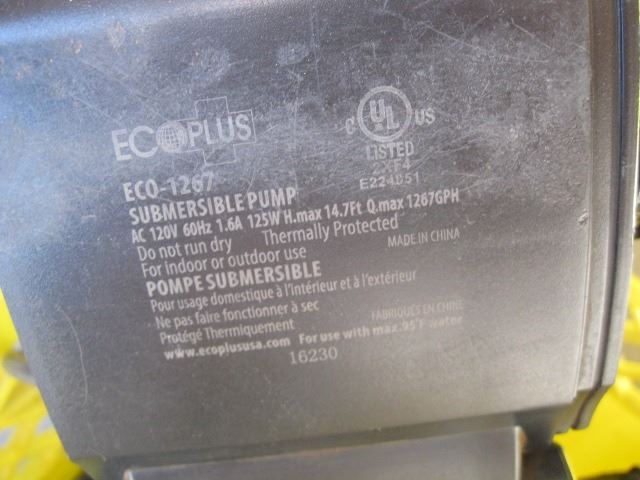 ECOPLUS
C UL US
LISTED
E224851
ECO-1267
SUBMERSIBLE PUMP
AC 120V 60Hz 1.6A 125W H.max 14.7Ft Q.max 1267GPH
Do not run dry Thermally Protected
For indoor or outdoor use
MADE IN CHINA
POMPE SUBMERSIBLE
Pour usage domestique à l'intérieur et à l'extérieur
Ne pas faire fonctionner à sec
FABRIQUÉS EN CHINE
Protégé Thermiquement
www.ecoplususa.com For use with max.95°F water
16230